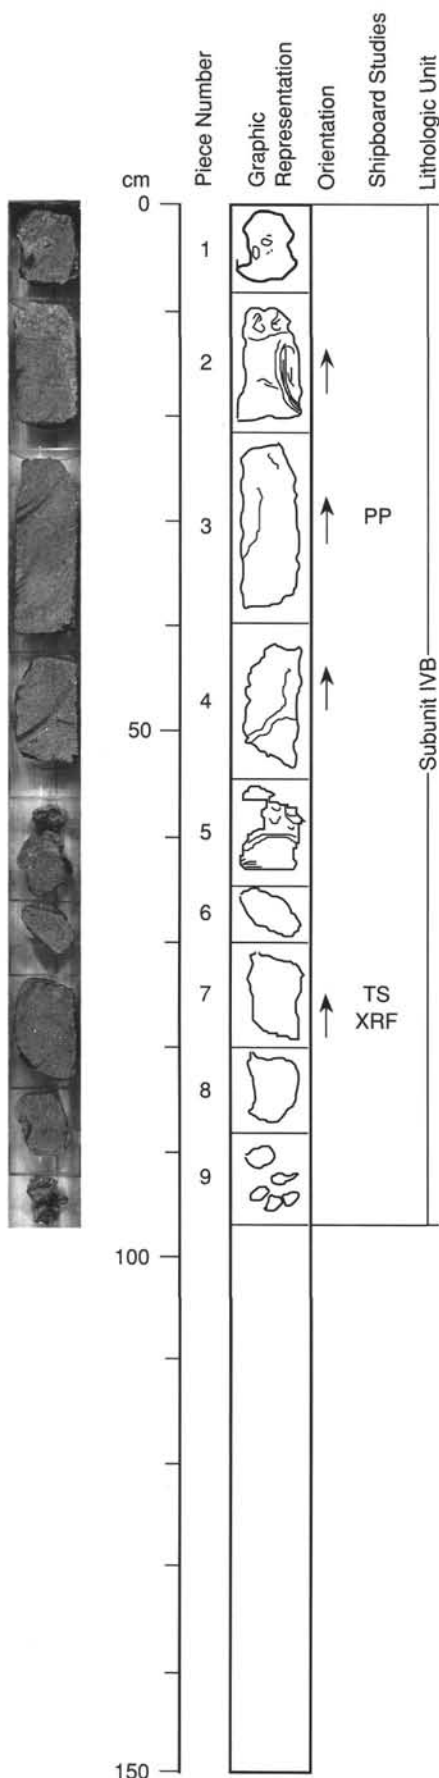 cm
Piece Number
Graphic
Representation
Orientation
Shipboard Studies
Lithologic Unit
0
1
2
3
PP
4
50
Subunit IVB
5
6
7
TS
XRF
8
9
100
150